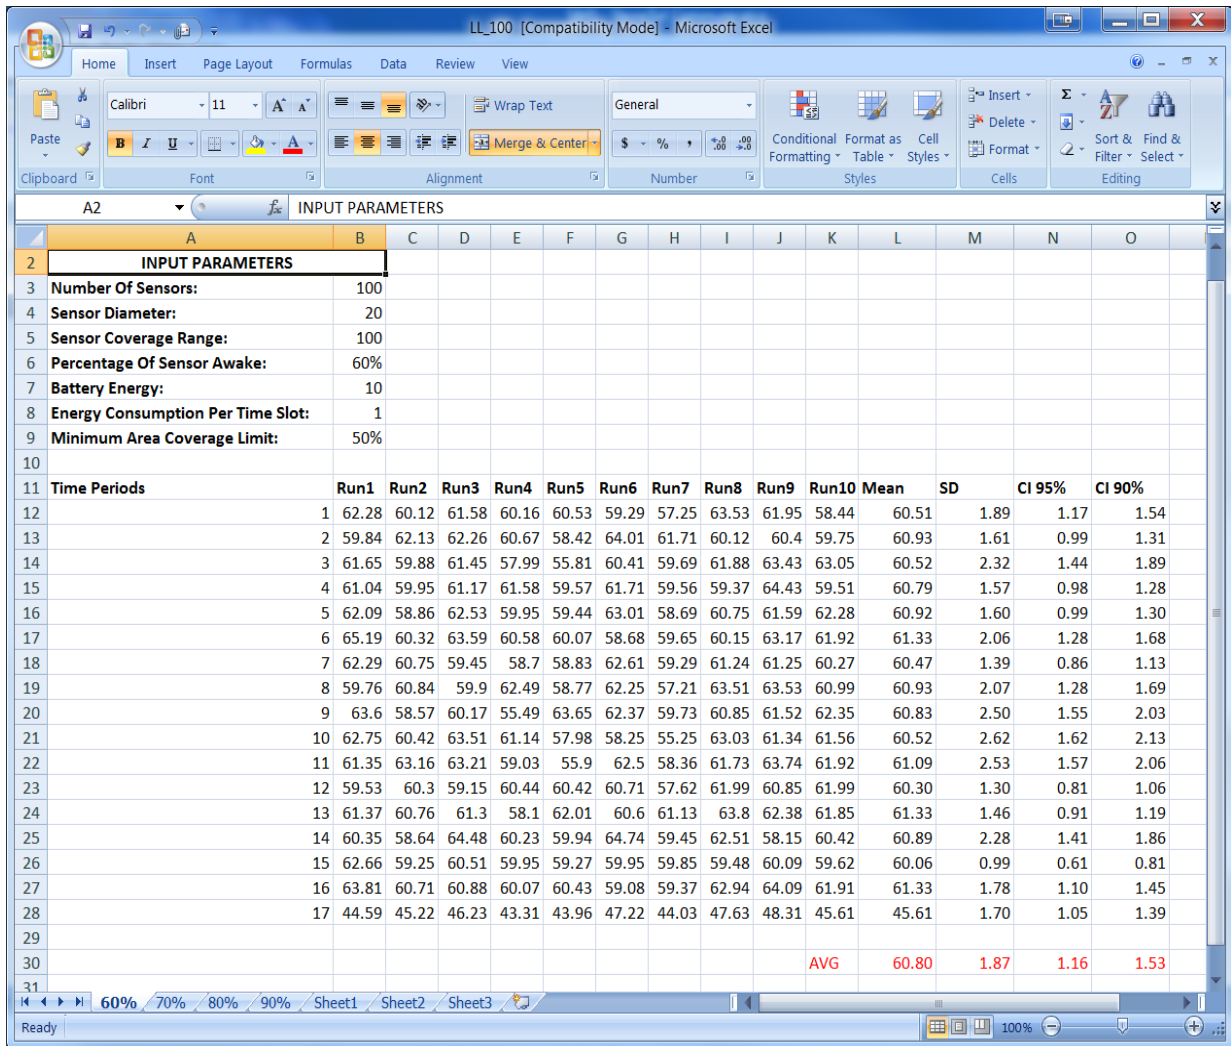 LL_100 [Compatibility Mode] - Microsoft Excel
Home Insert Page Layout Formulas Data Review View
Calibri 11 A A Wrap Text General Insert Σ
Paste B I U A Merge & Center $ % , .0 .00 .00 .0 Conditional Formatting Format as Table Cell Styles Delete Format Sort & Filter Find & Select
Clipboard Font Alignment Number Styles Cells Editing
A2 fx INPUT PARAMETERS
A B C D E F G H I J K L M N O
2 INPUT PARAMETERS
3 Number Of Sensors: 100
4 Sensor Diameter: 20
5 Sensor Coverage Range: 100
6 Percentage Of Sensor Awake: 60%
7 Battery Energy: 10
8 Energy Consumption Per Time Slot: 1
9 Minimum Area Coverage Limit: 50%
10
11 Time Periods Run1 Run2 Run3 Run4 Run5 Run6 Run7 Run8 Run9 Run10 Mean SD CI 95% CI 90%
12 1 62.28 60.12 61.58 60.16 60.53 59.29 57.25 63.53 61.95 58.44 60.51 1.89 1.17 1.54
13 2 59.84 62.13 62.26 60.67 58.42 64.01 61.71 60.12 60.4 59.75 60.93 1.61 0.99 1.31
14 3 61.65 59.88 61.45 57.99 55.81 60.41 59.69 61.88 63.43 63.05 60.52 2.32 1.44 1.89
15 4 61.04 59.95 61.17 61.58 59.57 61.71 59.56 59.37 64.43 59.51 60.79 1.57 0.98 1.28
16 5 62.09 58.86 62.53 59.95 59.44 63.01 58.69 60.75 61.59 62.28 60.92 1.60 0.99 1.30
17 6 65.19 60.32 63.59 60.58 60.07 58.68 59.65 60.15 63.17 61.92 61.33 2.06 1.28 1.68
18 7 62.29 60.75 59.45 58.7 58.83 62.61 59.29 61.24 61.25 60.27 60.47 1.39 0.86 1.13
19 8 59.76 60.84 59.9 62.49 58.77 62.25 57.21 63.51 63.53 60.99 60.93 2.07 1.28 1.69
20 9 63.6 58.57 60.17 55.49 63.65 62.37 59.73 60.85 61.52 62.35 60.83 2.50 1.55 2.03
21 10 62.75 60.42 63.51 61.14 57.98 58.25 55.25 63.03 61.34 61.56 60.52 2.62 1.62 2.13
22 11 61.35 63.16 63.21 59.03 55.9 62.5 58.36 61.73 63.74 61.92 61.09 2.53 1.57 2.06
23 12 59.53 60.3 59.15 60.44 60.42 60.71 57.62 61.99 60.85 61.99 60.30 1.30 0.81 1.06
24 13 61.37 60.76 61.3 58.1 62.01 60.6 61.13 63.8 62.38 61.85 61.33 1.46 0.91 1.19
25 14 60.35 58.64 64.48 60.23 59.94 64.74 59.45 62.51 58.15 60.42 60.89 2.28 1.41 1.86
26 15 62.66 59.25 60.51 59.95 59.27 59.95 59.85 59.48 60.09 59.62 60.06 0.99 0.61 0.81
27 16 63.81 60.71 60.88 60.07 60.43 59.08 59.37 62.94 64.09 61.91 61.33 1.78 1.10 1.45
28 17 44.59 45.22 46.23 43.31 43.96 47.22 44.03 47.63 48.31 45.61 45.61 1.70 1.05 1.39
29
30 AVG 60.80 1.87 1.16 1.53
31
60% 70% 80% 90% Sheet1 Sheet2 Sheet3
Ready 100%